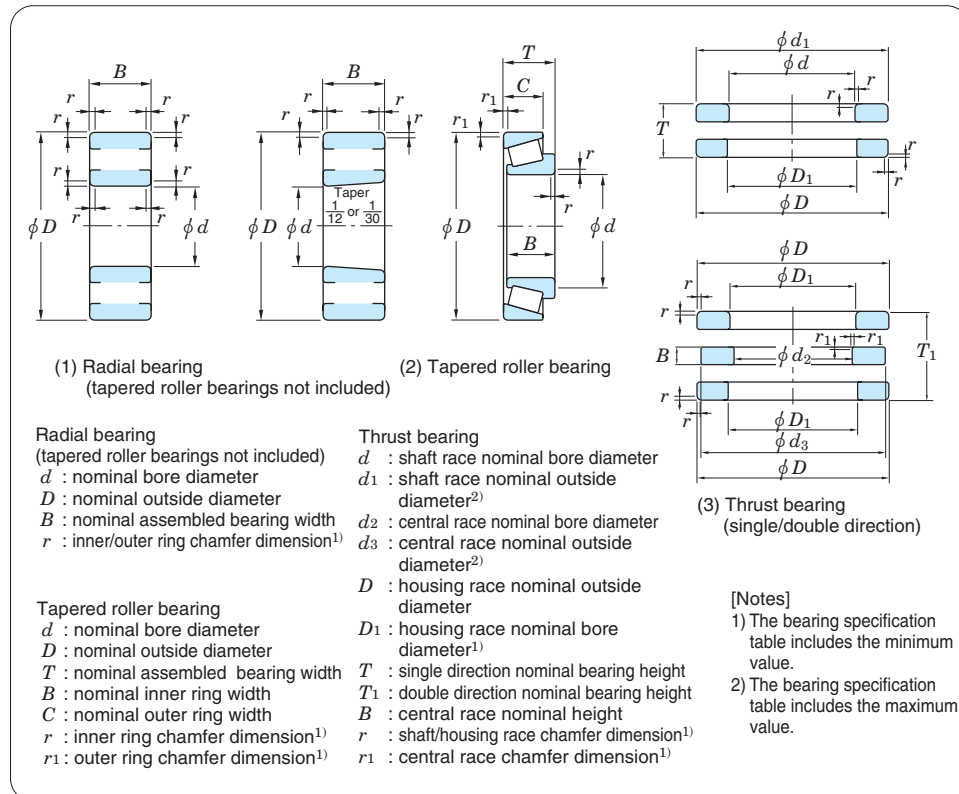 B
r r
r r
r r
r r
φD
φd
B
r r
r r
Taper
1/12 or 1/30
φD
φd
T
C
r1
r1
r
r
φD
φd
B
φd1
φd
r
r
T
r
r
φD1
φD
φD
φD1
r
r
r1 r1
B
φd2
T1
r
r
φD1
φd3
φD
(1) Radial bearing
(tapered roller bearings not included)
(2) Tapered roller bearing
(3) Thrust bearing
(single/double direction)
Radial bearing
(tapered roller bearings not included)
d : nominal bore diameter
D : nominal outside diameter
B : nominal assembled bearing width
r : inner/outer ring chamfer dimension1)
Tapered roller bearing
d : nominal bore diameter
D : nominal outside diameter
T : nominal assembled bearing width
B : nominal inner ring width
C : nominal outer ring width
r : inner ring chamfer dimension1)
r1 : outer ring chamfer dimension1)
Thrust bearing
d : shaft race nominal bore diameter
d1 : shaft race nominal outside
diameter2)
d2 : central race nominal bore diameter
d3 : central race nominal outside
diameter2)
D : housing race nominal outside
diameter
D1 : housing race nominal bore
diameter1)
T : single direction nominal bearing height
T1 : double direction nominal bearing height
B : central race nominal height
r : shaft/housing race chamfer dimension1)
r1 : central race chamfer dimension1)
[Notes]
1) The bearing specification
table includes the minimum
value.
2) The bearing specification
table includes the maximum
value.